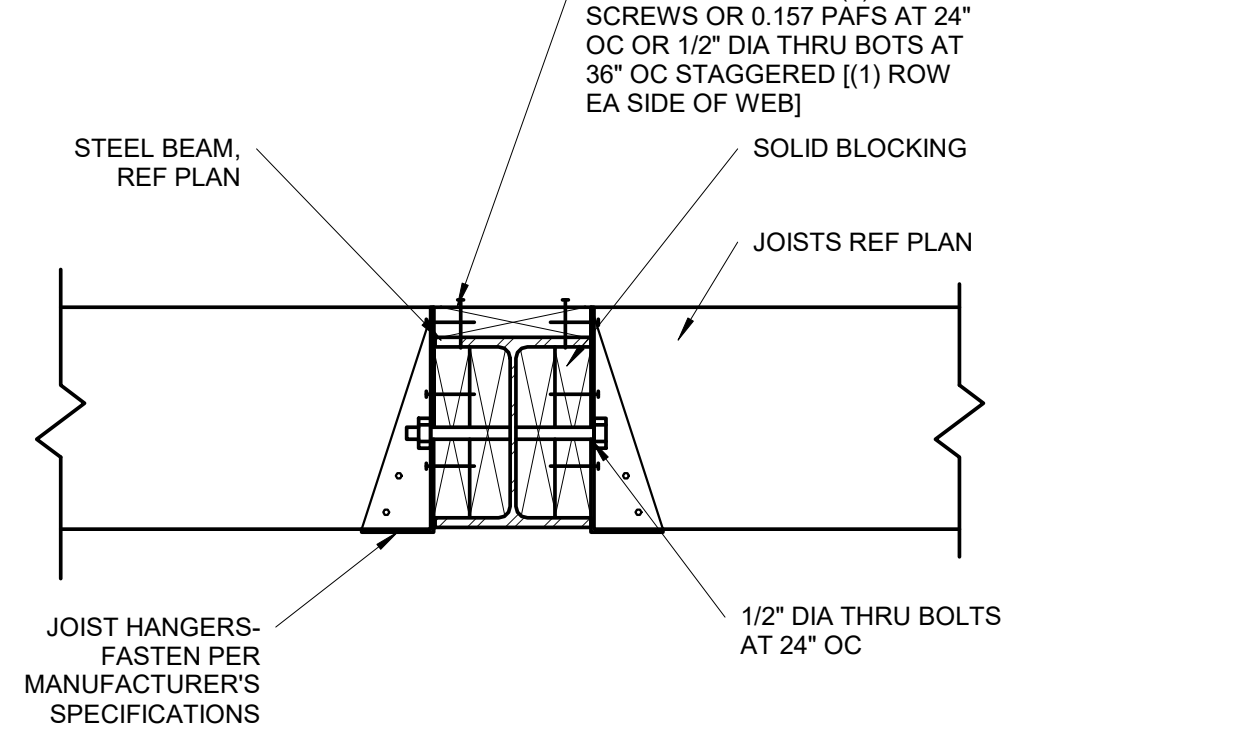 SCREWS OR 0.157 PAFS AT 24"
OC OR 1/2" DIA THRU BOTS AT
36" OC STAGGERED [(1) ROW
EA SIDE OF WEB]
STEEL BEAM,
REF PLAN
SOLID BLOCKING
JOISTS REF PLAN
JOIST HANGERS-
FASTEN PER
MANUFACTURER'S
SPECIFICATIONS
1/2" DIA THRU BOLTS
AT 24" OC